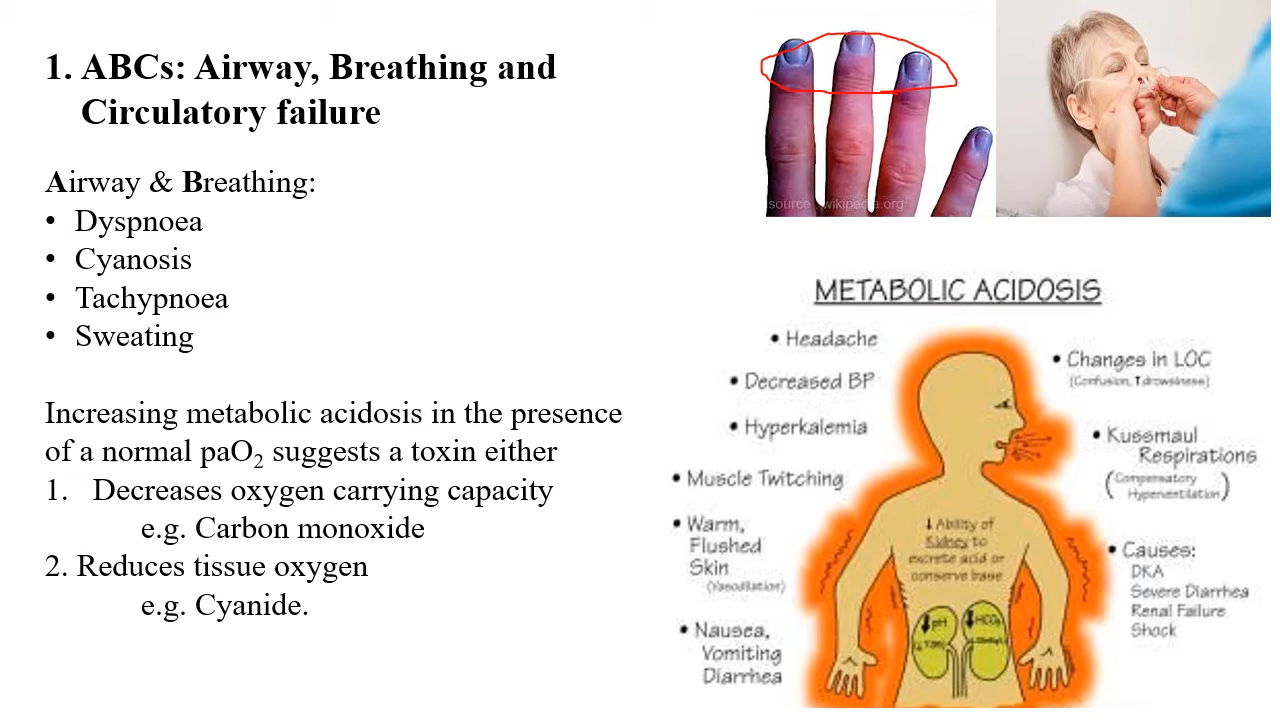 1. ABCs: Airway, Breathing and
Circulatory failure
Airway & Breathing:
• Dyspnoea
• Cyanosis
• Tachypnoea
• Sweating
Increasing metabolic acidosis in the presence
of a normal paO₂ suggests a toxin either
1. Decreases oxygen carrying capacity
e.g. Carbon monoxide
2. Reduces tissue oxygen
e.g. Cyanide.
source wikipedia.org
METABOLIC ACIDOSIS
• Headache
• Decreased BP
• Hyperkalemia
• Muscle Twitching
• Warm,
Flushed
Skin
(Vasodilation)
• Nausea,
Vomiting
Diarrhea
• Changes in LOC
(Confusion, ↑drowsiness)
• Kussmaul
Respirations
(Compensatory
Hyperventilation)
• Causes:
DKA
Severe Diarrhea
Renal Failure
Shock
↓ Ability of
Kidney to
excrete acid or
conserve base
↓pH
↓HCO₃